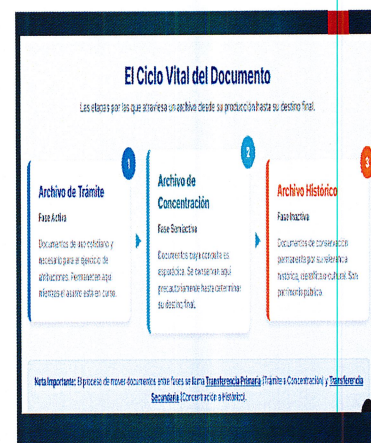 El Ciclo Vital del Documento
Las etapas por las que atraviesa un archivo desde su producción hasta su destino final.
1
Archivo de Trámite
Fase Activa
Documentos de uso cotidiano y
necesario para el ejercicio de
atribuciones. Permanecen aquí
mientras el asunto está en curso.
2
Archivo de
Concentración
Fase Semiactiva
Documentos cuya consulta es
esporádica. Se conservan aquí
precautoriamente hasta determinar
su destino final.
3
Archivo Histórico
Fase Inactiva
Documentos de conservación
permanente por su relevancia
histórica, científica o cultural. Son
patrimonio público.
Nota Importante: El proceso de mover documentos entre fases se llama Transferencia Primaria (Trámite a Concentración) y Transferencia
Secundaria (Concentración a Histórico).